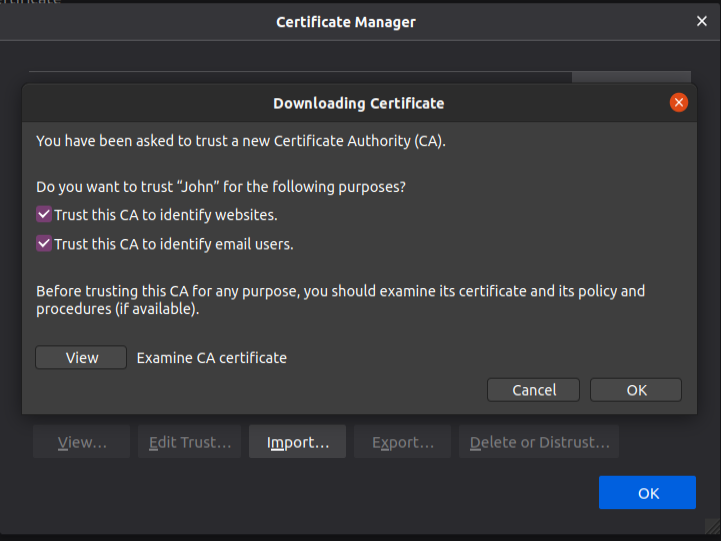 Certificate Manager
Downloading Certificate
You have been asked to trust a new Certificate Authority (CA).
Do you want to trust “John” for the following purposes?
Trust this CA to identify websites.
Trust this CA to identify email users.
Before trusting this CA for any purpose, you should examine its certificate and its policy and
procedures (if available).
View Examine CA certificate
Cancel OK
View… Edit Trust… Import… Export… Delete or Distrust…
OK